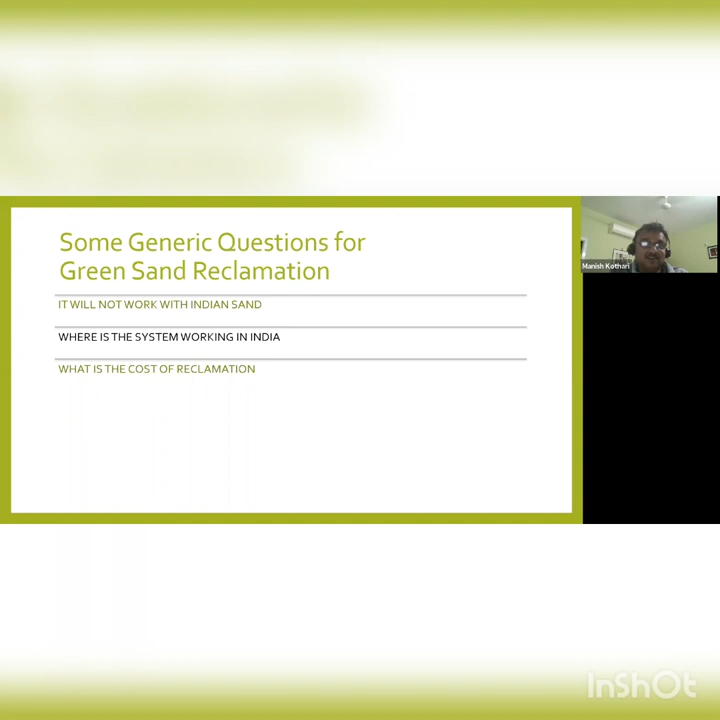 Some Generic Questions for
Green Sand Reclamation
IT WILL NOT WORK WITH INDIAN SAND
WHERE IS THE SYSTEM WORKING IN INDIA
WHAT IS THE COST OF RECLAMATION
Manish Kothari
InShOt